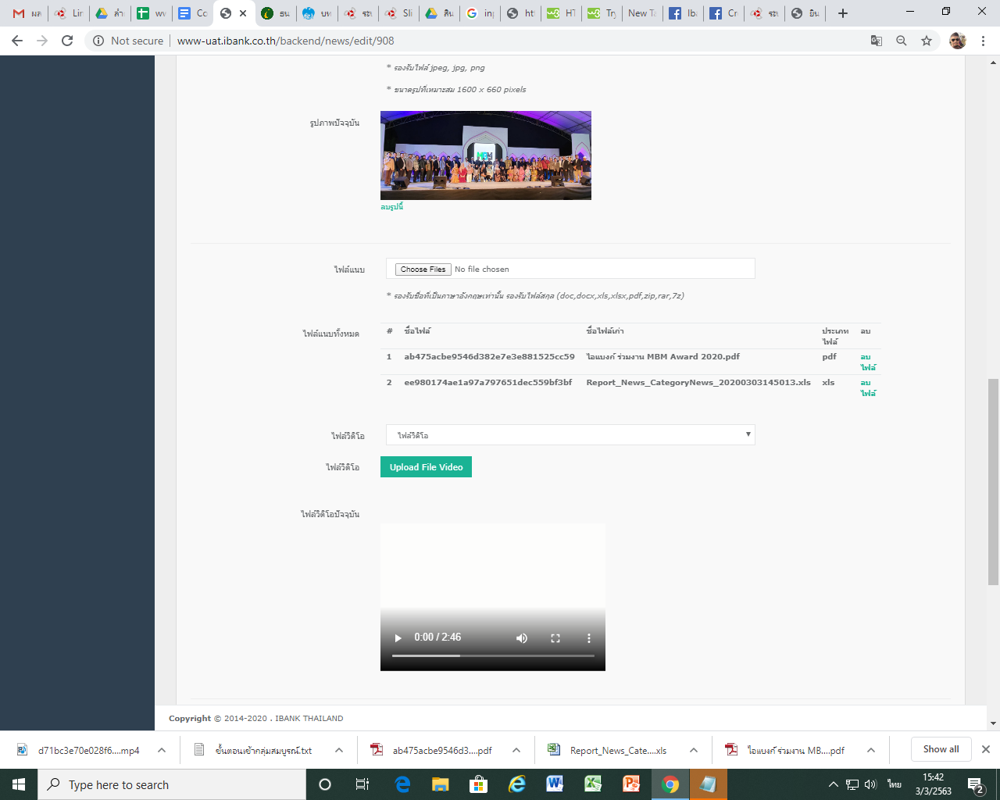 ผล
Lir
ลำ
wv
Co
ธน
บท
ระ
Sli
สิน
inp
htt
HT
Try
New Ta
Iba
Cr
ระ
ยิน
Not secure
www-uat.ibank.co.th/backend/news/edit/908
* รองรับไฟล์ jpeg, jpg, png
* ขนาดรูปที่เหมาะสม 1600 x 660 pixels
รูปภาพปัจจุบัน
ลบรูปนี้
ไฟล์แนบ
Choose Files No file chosen
* รองรับชื่อที่เป็นภาษาอังกฤษเท่านั้น รองรับไฟล์สกุล (doc,docx,xls,xlsx,pdf,zip,rar,7z)
ไฟล์แนบทั้งหมด
# ชื่อไฟล์ ชื่อไฟล์เก่า ประเภทไฟล์ ลบ
1 ab475acbe9546d382e7e3e881525cc59 ไอแบงก์ ร่วมงาน MBM Award 2020.pdf pdf ลบไฟล์
2 ee980174ae1a97a797651dec559bf3bf Report_News_CategoryNews_20200303145013.xls xls ลบไฟล์
ไฟล์วิดีโอ
ไฟล์วิดีโอ
ไฟล์วิดีโอ
Upload File Video
ไฟล์วิดีโอปัจจุบัน
0:00 / 2:46
Copyright © 2014-2020 . IBANK THAILAND
d71bc3e70e028f6....mp4
ขั้นตอนเข้ากลุ่มสมบูรณ์.txt
ab475acbe9546d3....pdf
Report_News_Cate....xls
ไอแบงก์ ร่วมงาน MB....pdf
Show all
Type here to search
ไทย
15:42
3/3/2563
2